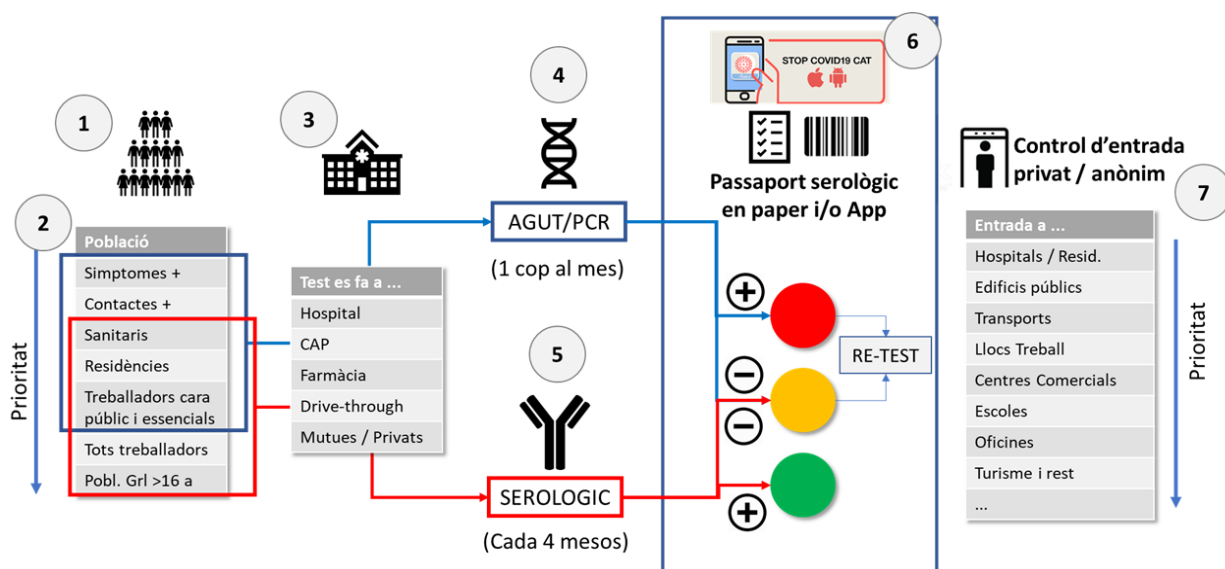 1
2
Prioritat
Població
Simptomes +
Contactes +
Sanitaris
Residències
Treballadors cara
públic i essencials
Tots treballadors
Pobl. Grl >16 a
3
Test es fa a ...
Hospital
CAP
Farmàcia
Drive-through
Mutues / Privats
4
AGUT/PCR
(1 cop al mes)
5
SEROLOGIC
(Cada 4 mesos)
6
STOP COVID19 CAT
Passaport serològic
en paper i/o App
+
−
−
+
RE-TEST
Control d'entrada
privat / anònim
7
Entrada a ...
Hospitals / Resid.
Edificis públics
Transports
Llocs Treball
Centres Comercials
Escoles
Oficines
Turisme i rest
...
Prioritat